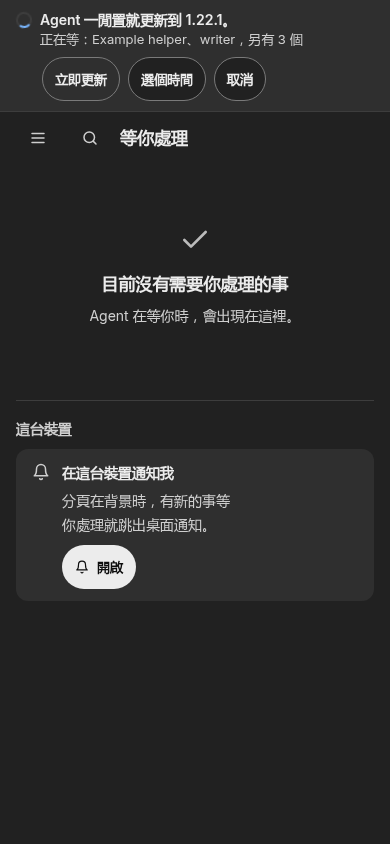 Agent 一閒置就更新到 1.22.1。
正在等：Example helper、writer，另有 3 個
立即更新
選個時間
取消
等你處理
目前沒有需要你處理的事
Agent 在等你時，會出現在這裡。
這台裝置
在這台裝置通知我
分頁在背景時，有新的事等
你處理就跳出桌面通知。
開啟